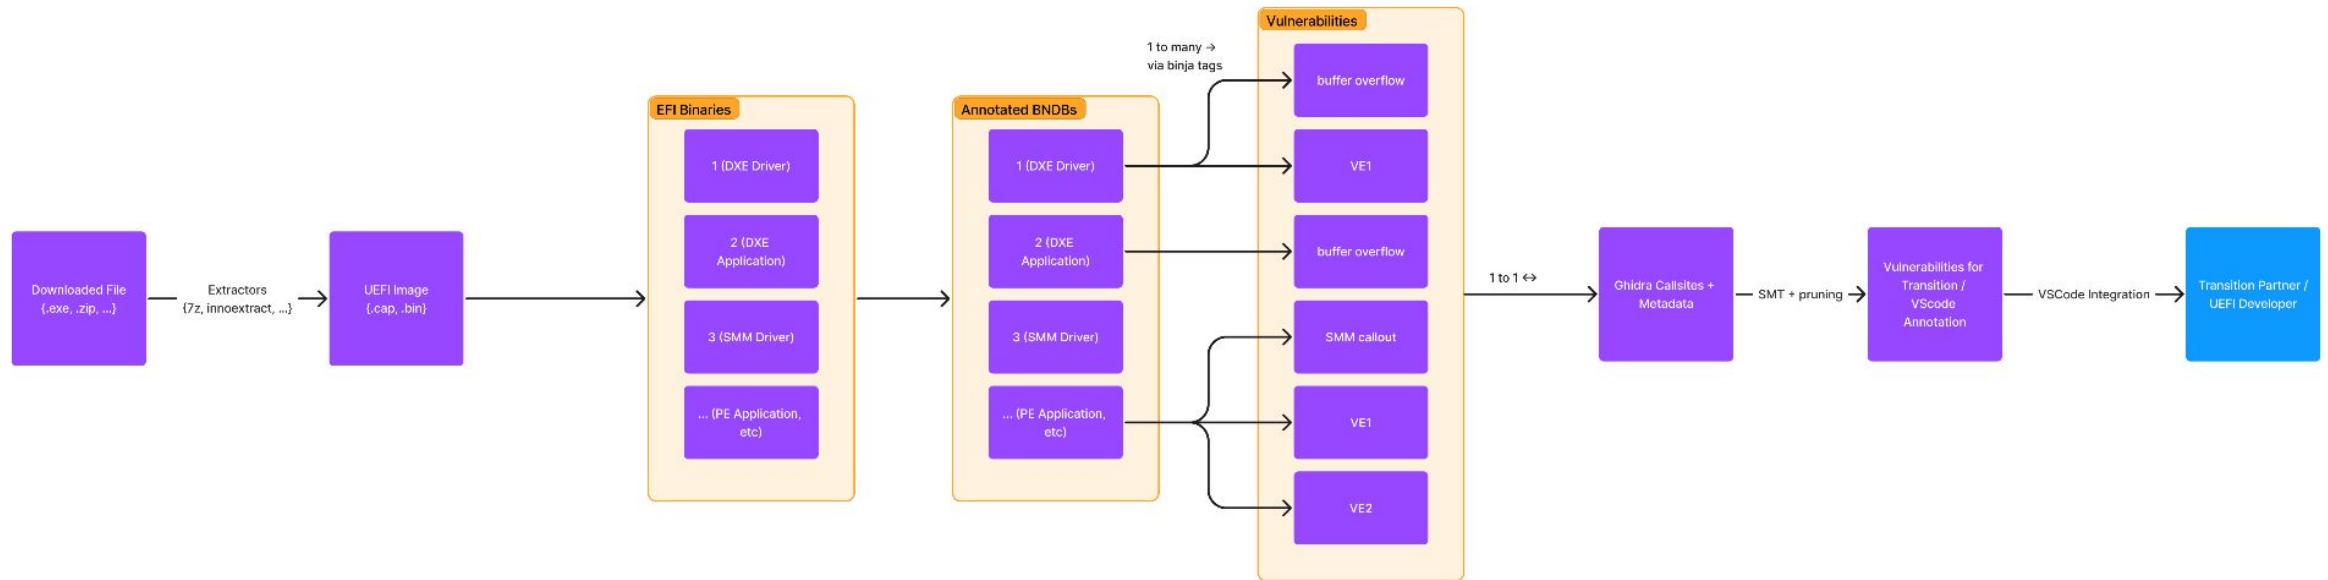 Downloaded File
{.exe, .zip, ...}
Extractors
{7z, innoextract, ...}
UEFI Image
{.cap, .bin}
EFI Binaries
1 (DXE Driver)
2 (DXE
Application)
3 (SMM Driver)
... (PE Application,
etc)
Annotated BNDBs
1 (DXE Driver)
2 (DXE
Application)
3 (SMM Driver)
... (PE Application,
etc)
1 to many →
via binja tags
Vulnerabilities
buffer overflow
VE1
buffer overflow
SMM callout
VE1
VE2
1 to 1 ↔
Ghidra Callsites +
Metadata
SMT + pruning
Vulnerabilities for
Transition /
VScode
Annotation
VSCode Integration
Transition Partner /
UEFI Developer